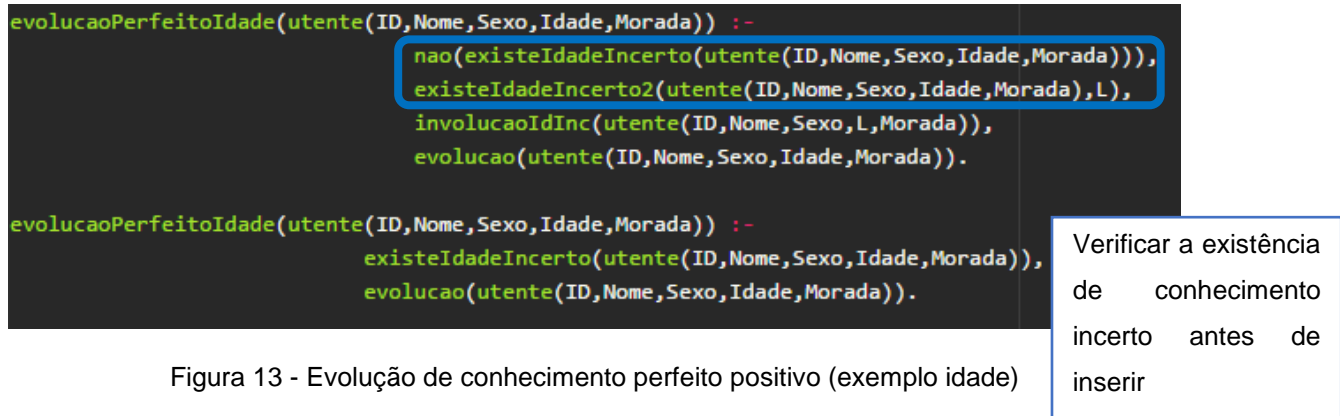 evolucaoPerfeitoIdade(utente(ID,Nome,Sexo,Idade,Morada)) :-
nao(existeIdadeIncerto(utente(ID,Nome,Sexo,Idade,Morada))),
existeIdadeIncerto2(utente(ID,Nome,Sexo,Idade,Morada),L),
involucaoIdInc(utente(ID,Nome,Sexo,L,Morada)),
evolucao(utente(ID,Nome,Sexo,Idade,Morada)).
evolucaoPerfeitoIdade(utente(ID,Nome,Sexo,Idade,Morada)) :-
existeIdadeIncerto(utente(ID,Nome,Sexo,Idade,Morada)),
evolucao(utente(ID,Nome,Sexo,Idade,Morada)).
Verificar a existência
de conhecimento
incerto antes de
inserir
Figura 13 - Evolução de conhecimento perfeito positivo (exemplo idade)